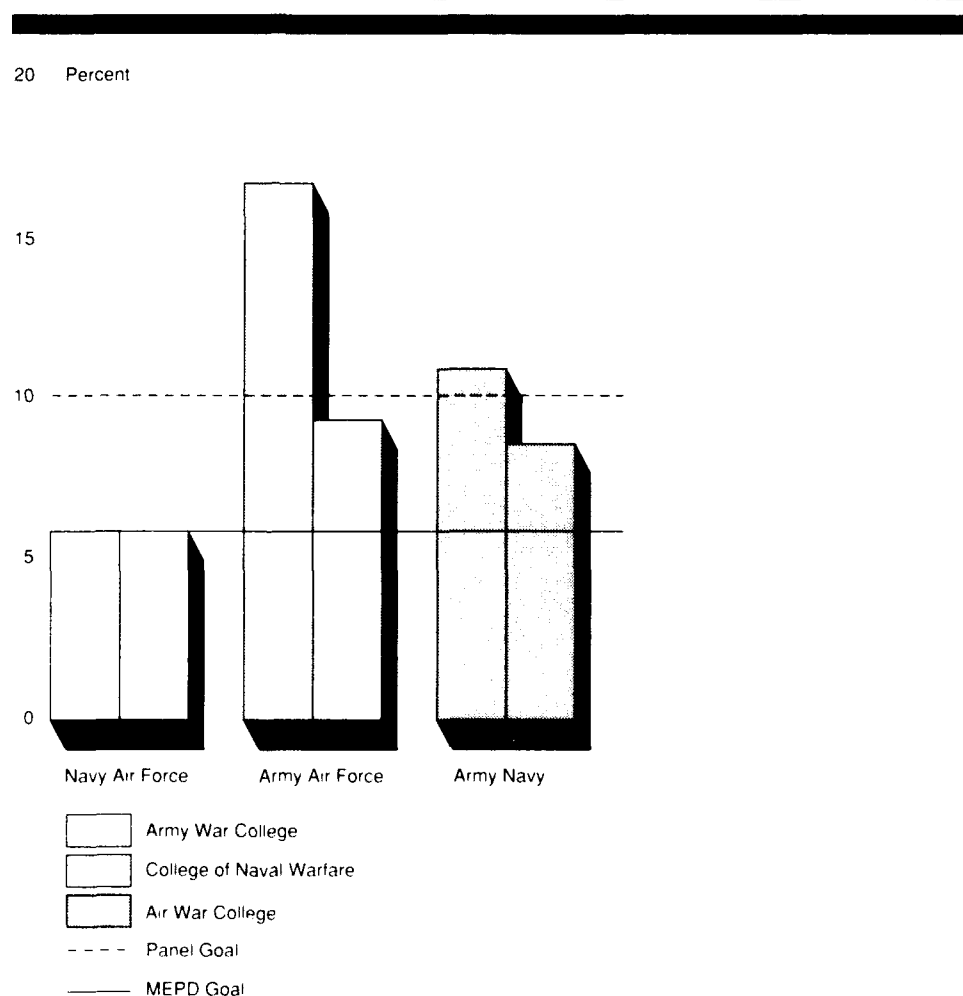 20 Percent
15
10
5
0
Navy Air Force Army Air Force Army Navy
Army War College
College of Naval Warfare
Air War College
Panel Goal
MEPD Goal